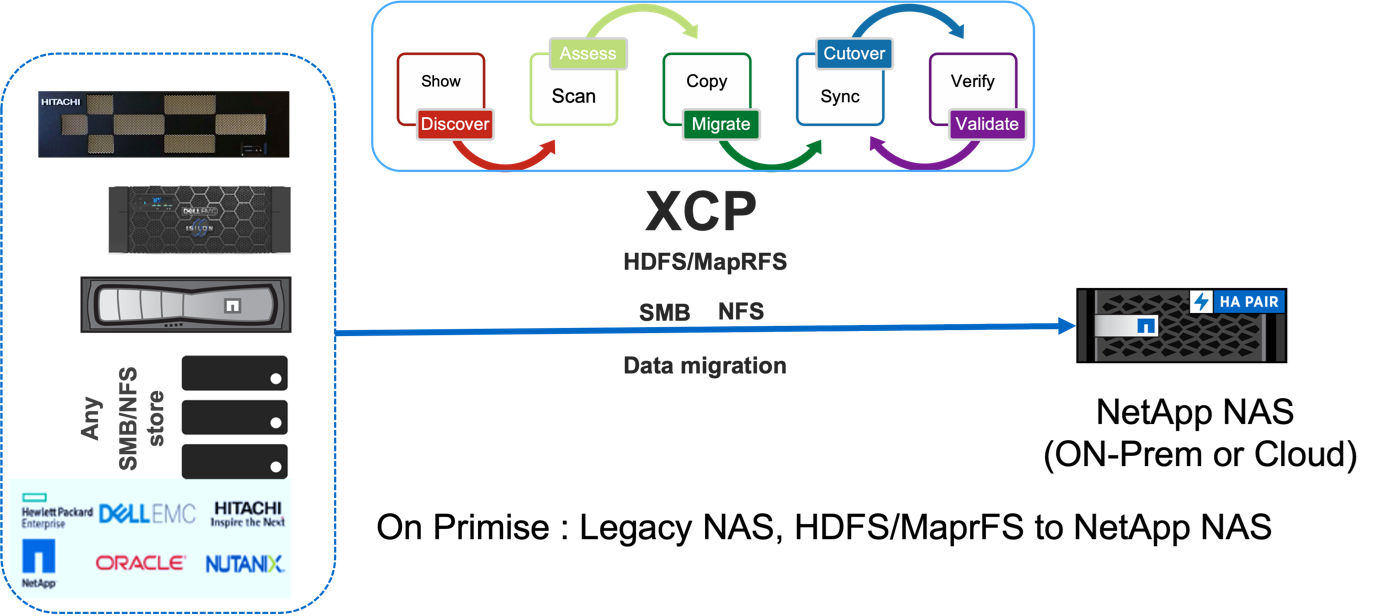 Assess
Cutover
Show
Scan
Copy
Sync
Verify
Discover
Migrate
Validate
HITACHI
DELLEMC
ISILON
XCP
HDFS/MapRFS
SMB NFS
Data migration
HA PAIR
NetApp NAS
(ON-Prem or Cloud)
Any
SMB/NFS
store
Hewlett Packard
Enterprise
DELLEMC
HITACHI
Inspire the Next
NetApp
ORACLE
NUTANIX
On Primise : Legacy NAS, HDFS/MaprFS to NetApp NAS